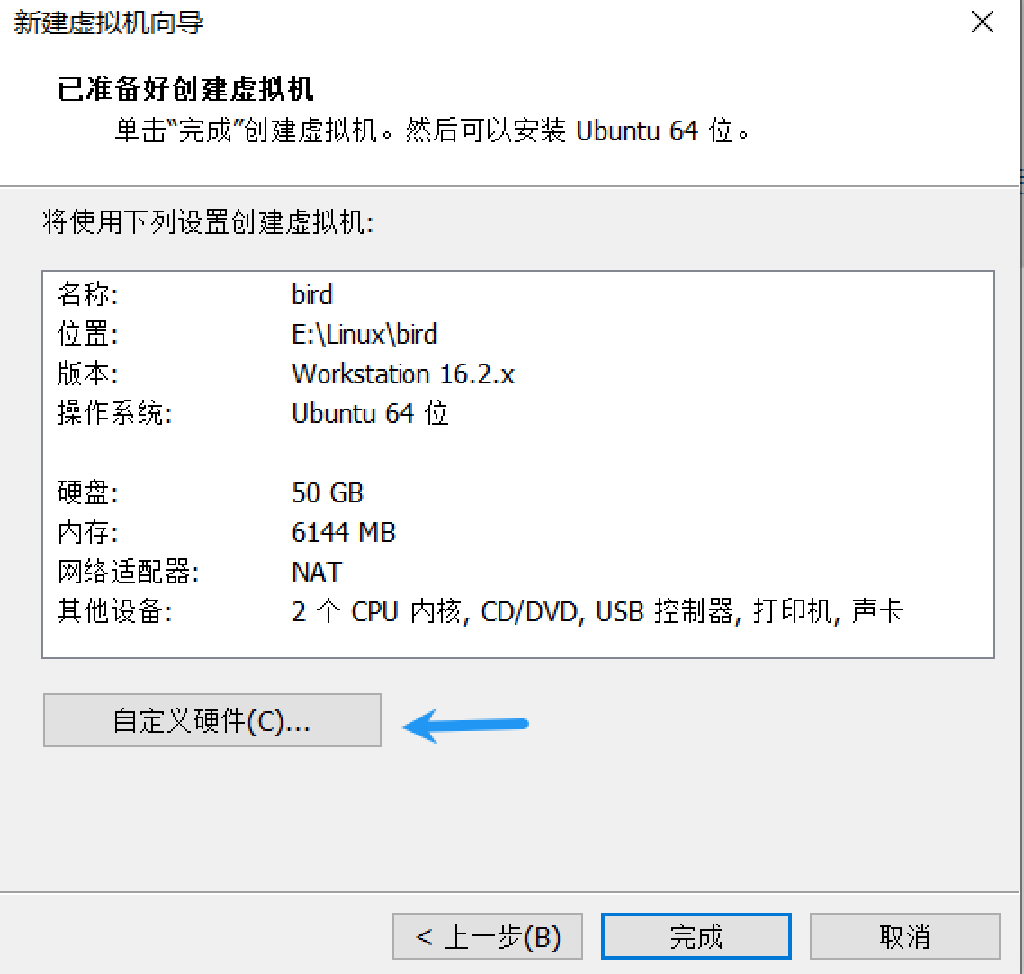 新建虚拟机向导
已准备好创建虚拟机
单击“完成”创建虚拟机。然后可以安装 Ubuntu 64 位。
将使用下列设置创建虚拟机:
名称: bird
位置: E:\Linux\bird
版本: Workstation 16.2.x
操作系统: Ubuntu 64 位
硬盘: 50 GB
内存: 6144 MB
网络适配器: NAT
其他设备: 2 个 CPU 内核, CD/DVD, USB 控制器, 打印机, 声卡
自定义硬件(C)...
< 上一步(B) 完成 取消